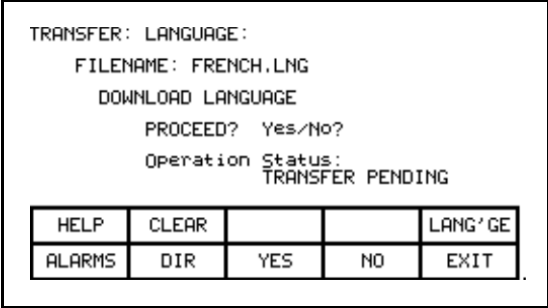 TRANSFER: LANGUAGE:
FILENAME: FRENCH.LNG
DOWNLOAD LANGUAGE
PROCEED? Yes/No?
Operation Status:
TRANSFER PENDING
HELP CLEAR LANG'GE
ALARMS DIR YES NO EXIT
.